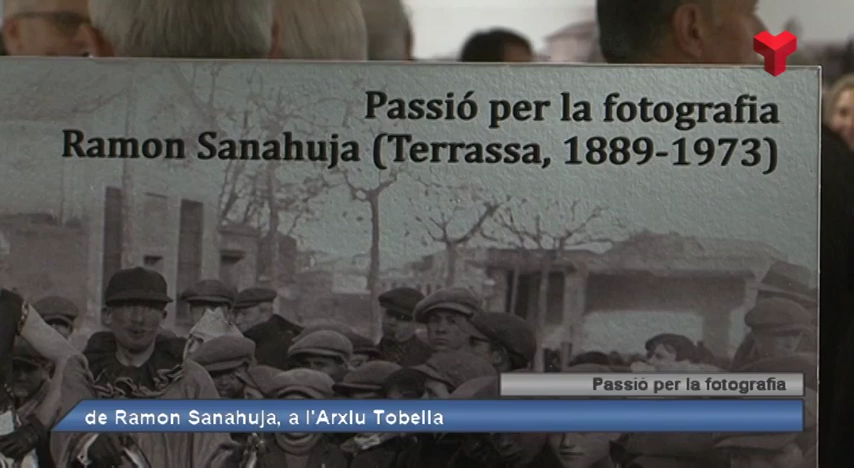 Passió per la fotografia
Ramon Sanahuja (Terrassa, 1889-1973)
Passió per la fotografia
de Ramon Sanahuja, a l'Arxiu Tobella